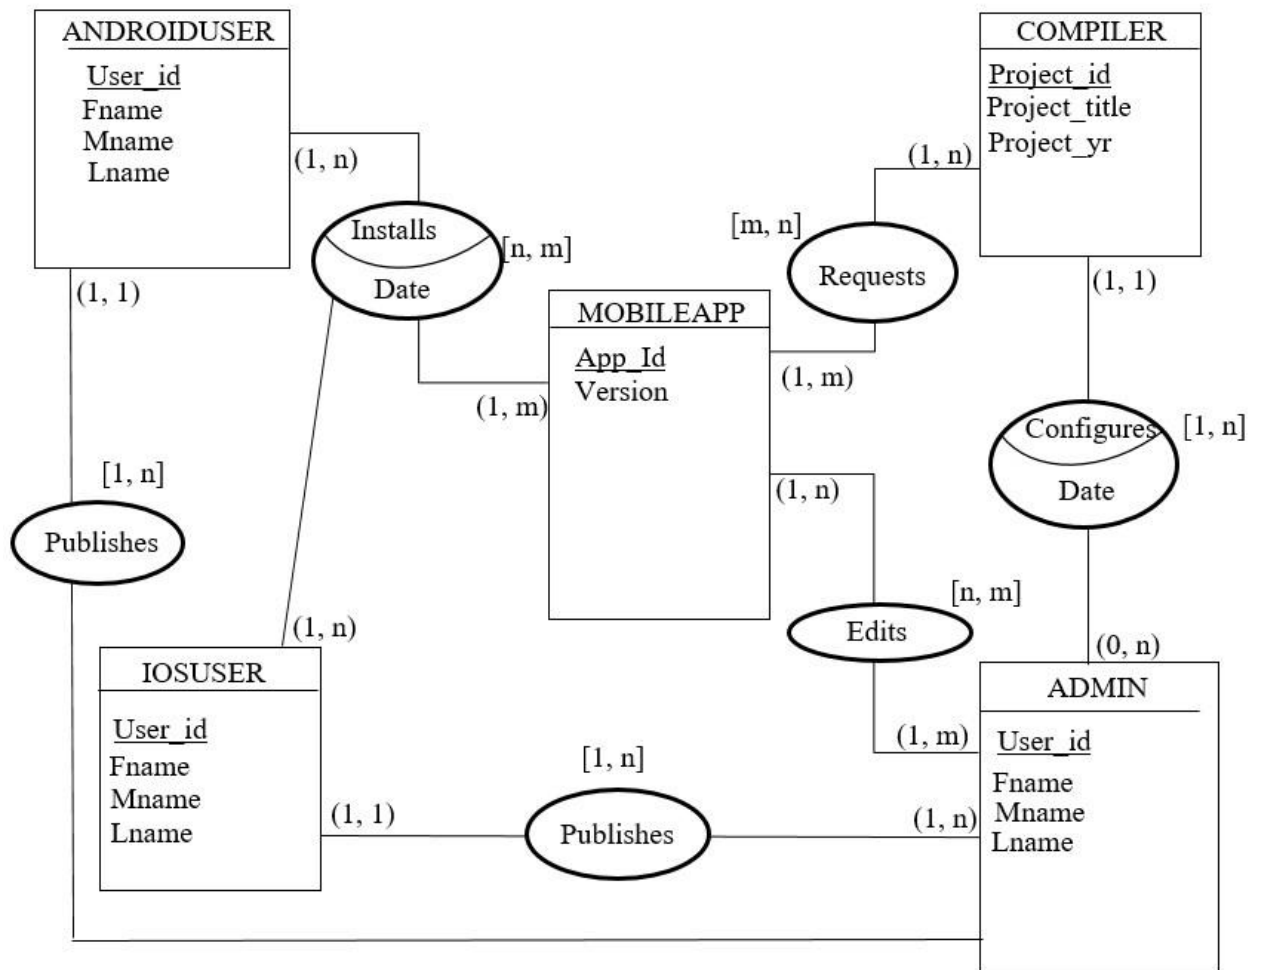 ANDROIDUSER
User_id
Fname
Mname
Lname
(1, n)
(1, 1)
Installs
Date
[n, m]
(1, m)
COMPILER
Project_id
Project_title
Project_yr
(1, n)
(1, 1)
[m, n]
Requests
(1, m)
MOBILEAPP
App_Id
Version
(1, n)
Configures
Date
[1, n]
(0, n)
[1, n]
Publishes
Edits
[n, m]
(1, m)
(1, n)
IOSUSER
User_id
Fname
Mname
Lname
(1, 1)
[1, n]
Publishes
(1, n)
ADMIN
User_id
Fname
Mname
Lname